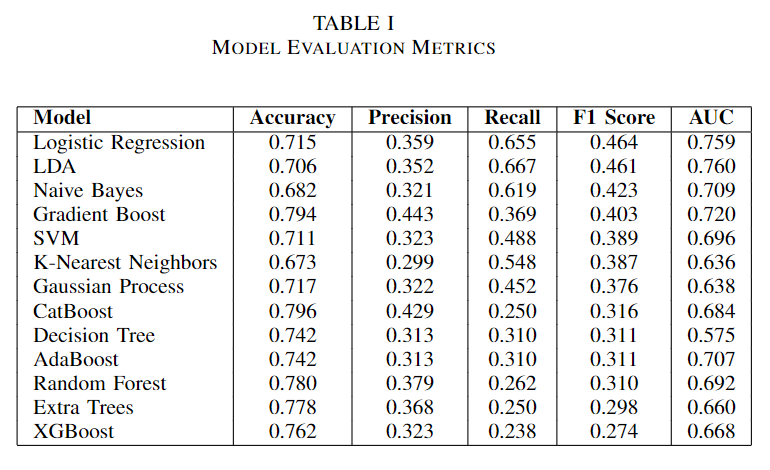 TABLE I
MODEL EVALUATION METRICS
Model Accuracy Precision Recall F1 Score AUC
Logistic Regression 0.715 0.359 0.655 0.464 0.759
LDA 0.706 0.352 0.667 0.461 0.760
Naive Bayes 0.682 0.321 0.619 0.423 0.709
Gradient Boost 0.794 0.443 0.369 0.403 0.720
SVM 0.711 0.323 0.488 0.389 0.696
K-Nearest Neighbors 0.673 0.299 0.548 0.387 0.636
Gaussian Process 0.717 0.322 0.452 0.376 0.638
CatBoost 0.796 0.429 0.250 0.316 0.684
Decision Tree 0.742 0.313 0.310 0.311 0.575
AdaBoost 0.742 0.313 0.310 0.311 0.707
Random Forest 0.780 0.379 0.262 0.310 0.692
Extra Trees 0.778 0.368 0.250 0.298 0.660
XGBoost 0.762 0.323 0.238 0.274 0.668